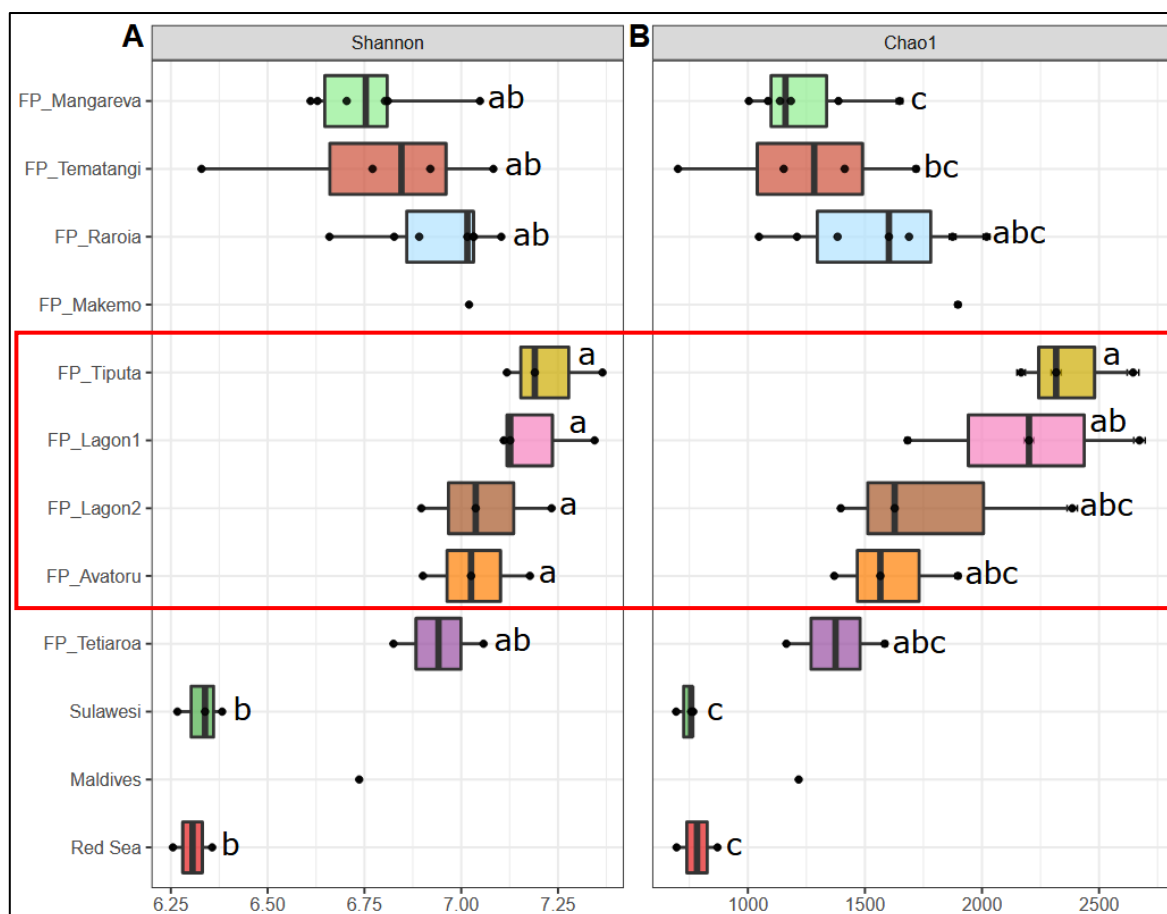 A Shannon B Chao1
FP_Mangareva ab c
FP_Tematangi ab bc
FP_Raroia ab abc
FP_Makemo
FP_Tiputa a a
FP_Lagon1 a ab
FP_Lagon2 a abc
FP_Avatoru a abc
FP_Tetiaroa ab abc
Sulawesi b c
Maldives
Red Sea b c
6.25 6.50 6.75 7.00 7.25 1000 1500 2000 2500